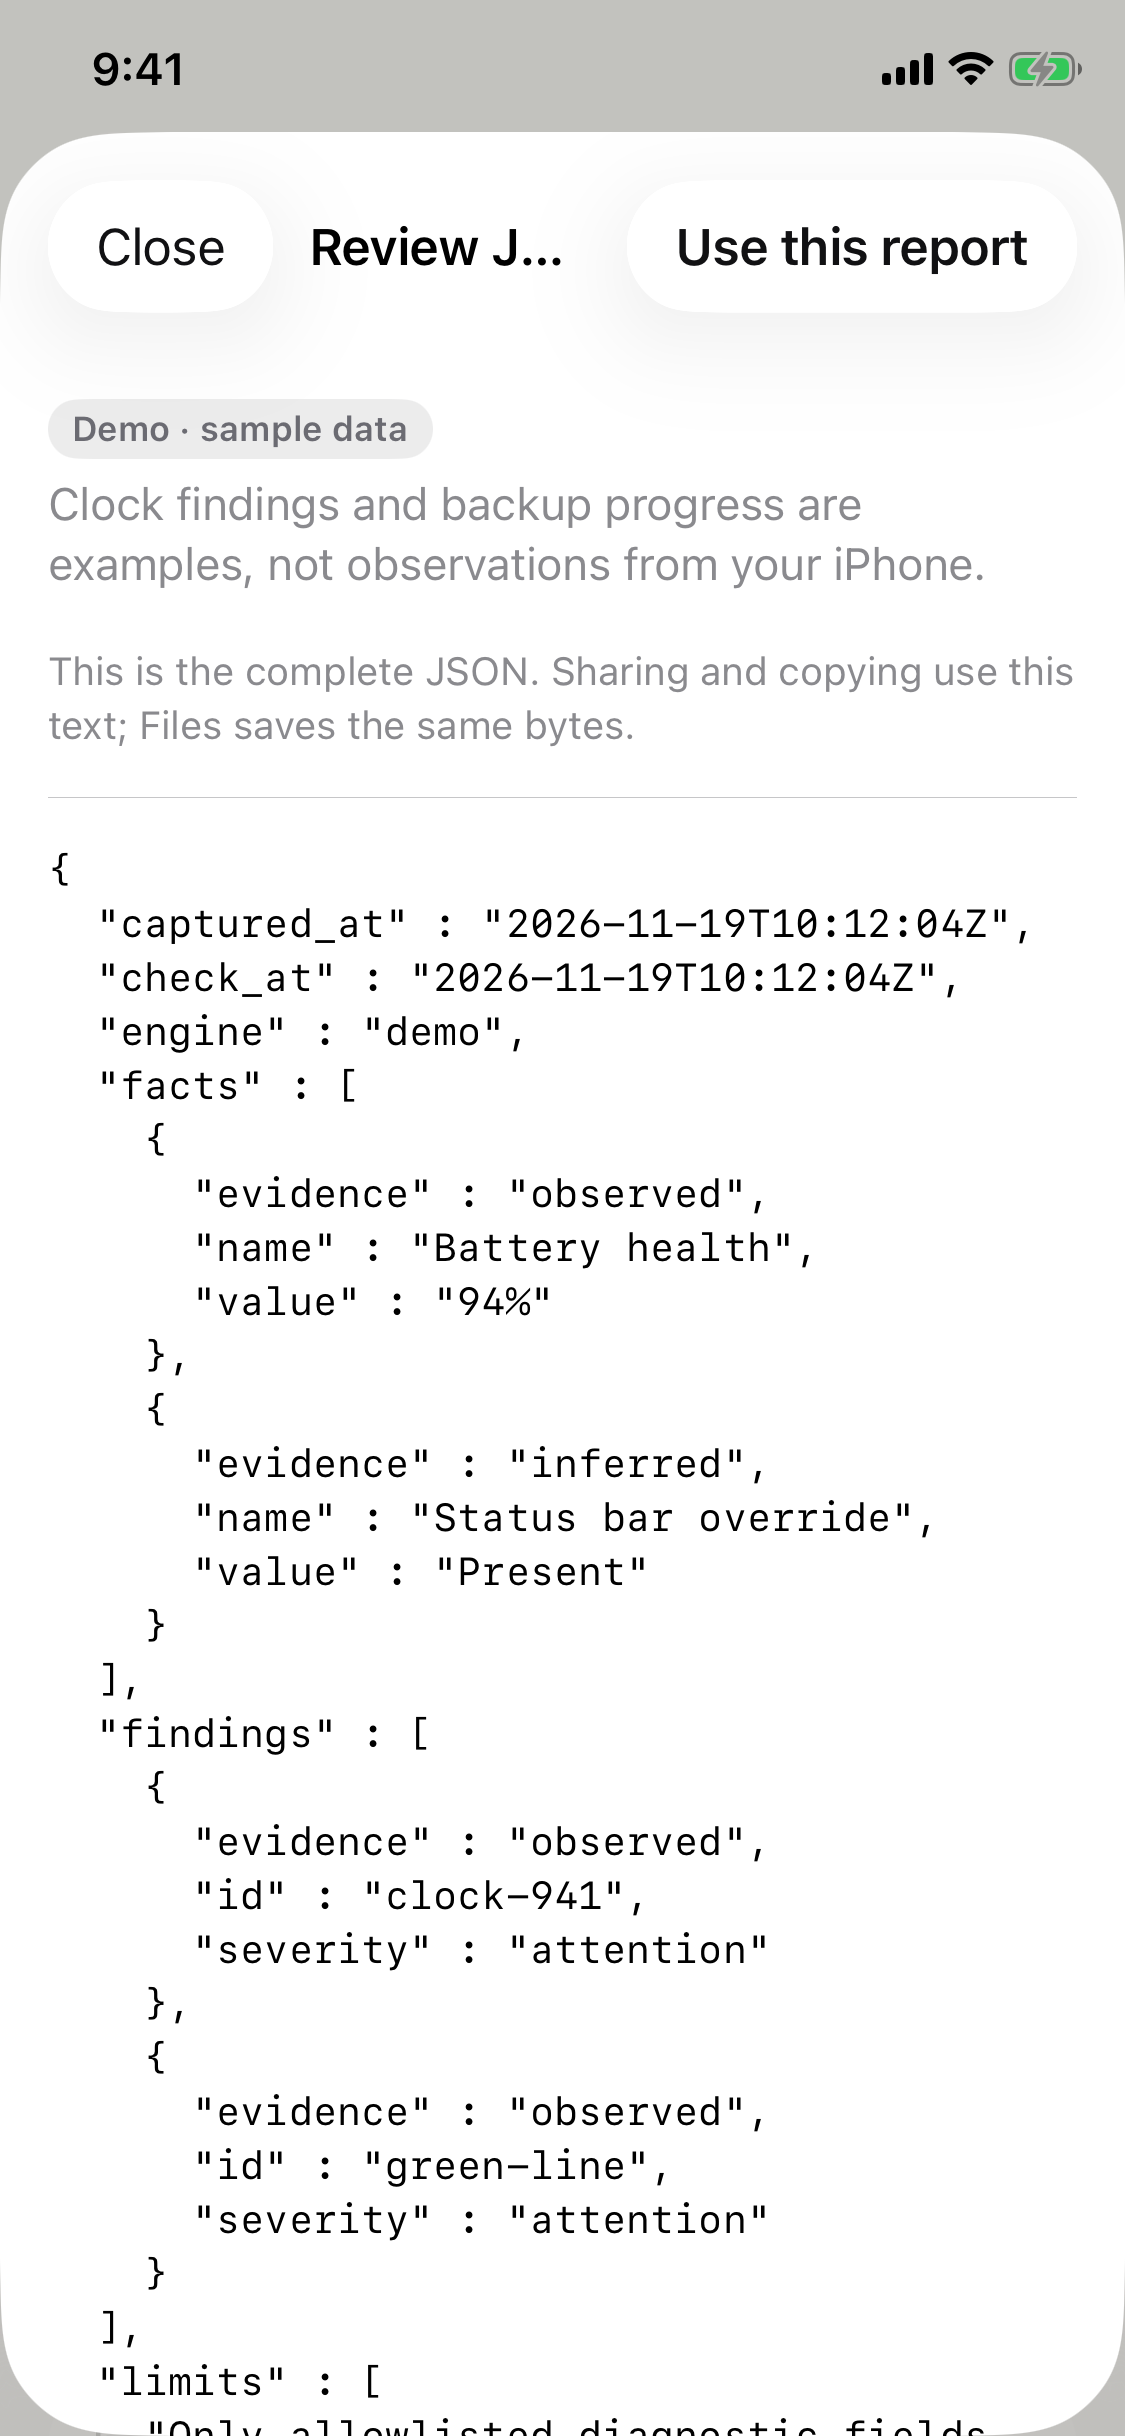 9:41
Close
Review J...
Use this report
Demo · sample data
Clock findings and backup progress are
examples, not observations from your iPhone.
This is the complete JSON. Sharing and copying use this
text; Files saves the same bytes.
{
  "captured_at" : "2026-11-19T10:12:04Z",
  "check_at" : "2026-11-19T10:12:04Z",
  "engine" : "demo",
  "facts" : [
    {
      "evidence" : "observed",
      "name" : "Battery health",
      "value" : "94%"
    },
    {
      "evidence" : "inferred",
      "name" : "Status bar override",
      "value" : "Present"
    }
  ],
  "findings" : [
    {
      "evidence" : "observed",
      "id" : "clock-941",
      "severity" : "attention"
    },
    {
      "evidence" : "observed",
      "id" : "green-line",
      "severity" : "attention"
    }
  ],
  "limits" : [
    "Only allowlisted diagnostic fields